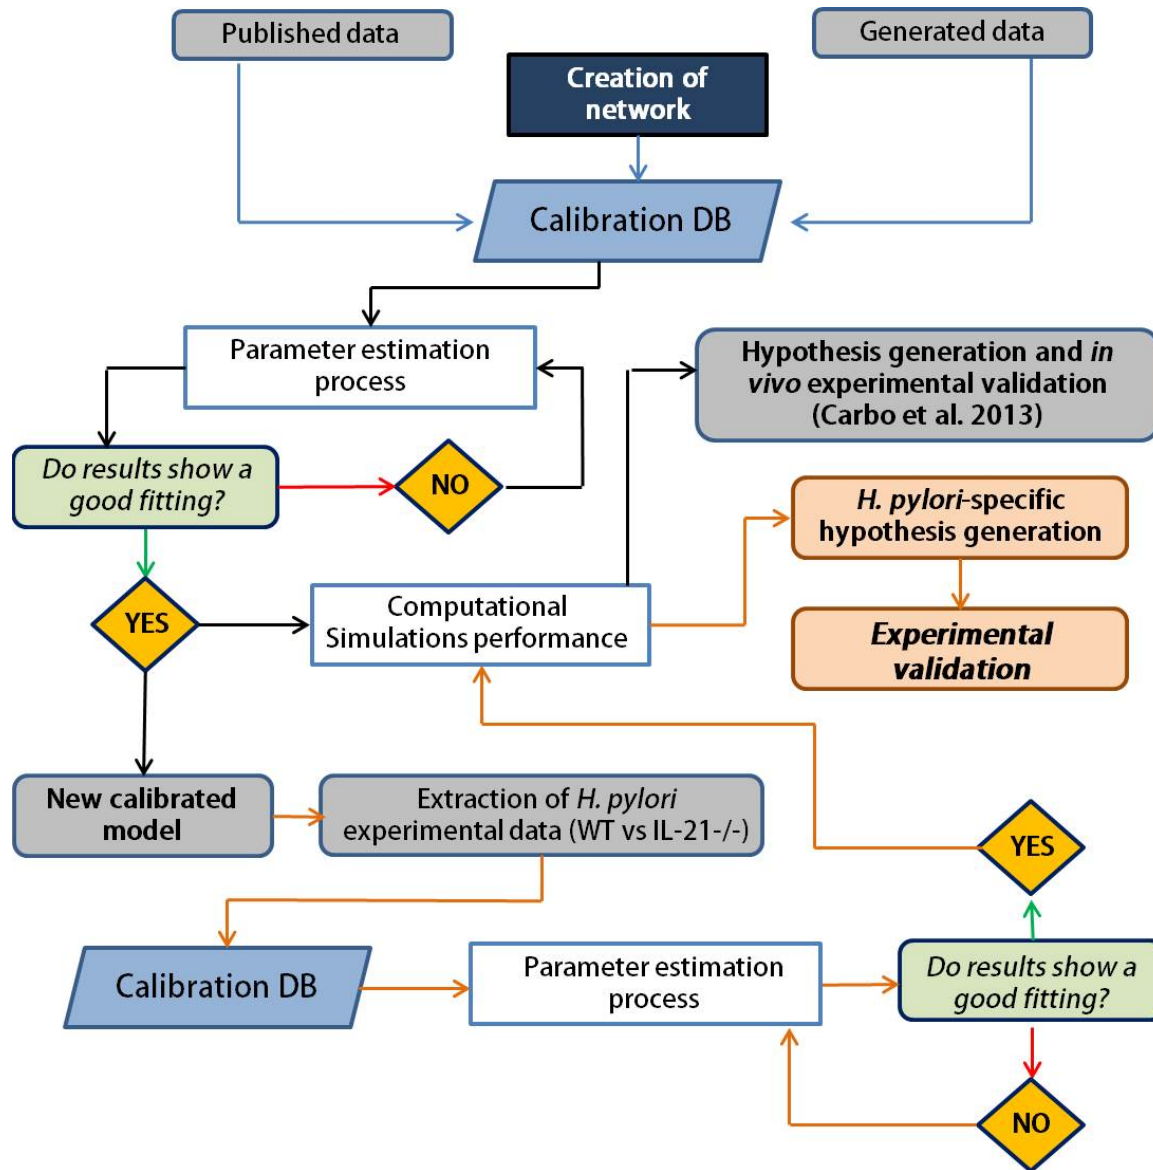 Published data
Generated data
Creation of
network
Calibration DB
Parameter estimation
process
Hypothesis generation and in
vivo experimental validation
(Carbo et al. 2013)
Do results show a
good fitting?
NO
H. pylori-specific
hypothesis generation
YES
Computational
Simulations performance
Experimental
validation
New calibrated
model
Extraction of H. pylori
experimental data (WT vs IL-21-/-)
YES
Calibration DB
Parameter estimation
process
Do results show a
good fitting?
NO